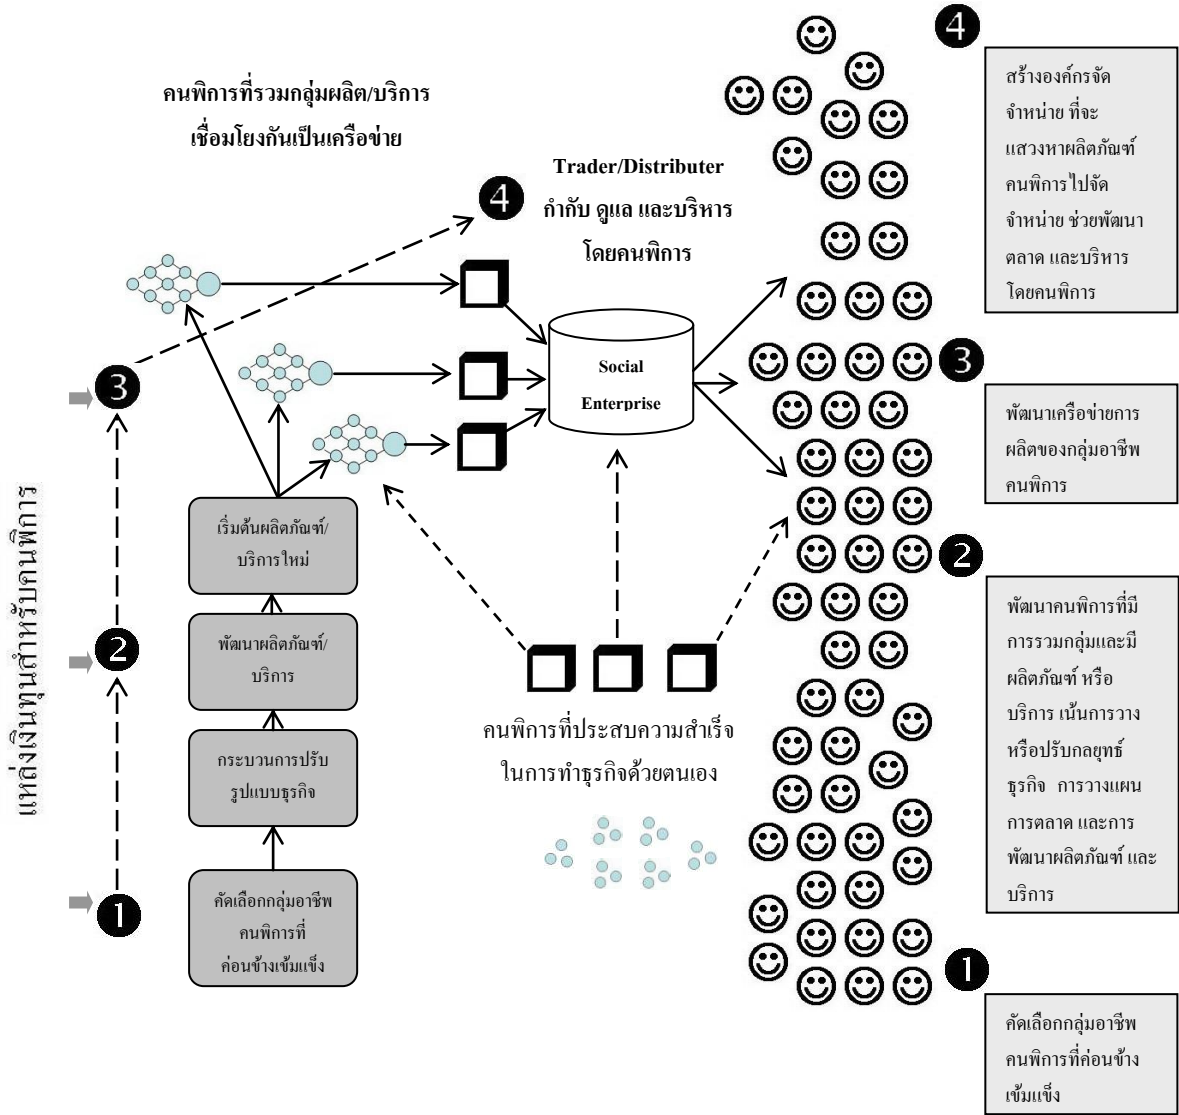 4
สร้างองค์กรจัด
จำหน่าย ที่จะ
แสวงหาผลิตภัณฑ์
คนพิการไปจัด
จำหน่าย ช่วยพัฒนา
ตลาด และบริหาร
โดยคนพิการ
คนพิการที่รวมกลุ่มผลิต/บริการ
เชื่อมโยงกันเป็นเครือข่าย
4
Trader/Distributer
กำกับ ดูแล และบริหาร
โดยคนพิการ
Social
Enterprise
3
พัฒนาเครือข่ายการ
ผลิตของกลุ่มอาชีพ
คนพิการ
3
2
1
แหล่งเงินทุนสำหรับคนพิการ
เริ่มต้นผลิตภัณฑ์/
บริการใหม่
พัฒนาผลิตภัณฑ์/
บริการ
กระบวนการปรับ
รูปแบบธุรกิจ
คัดเลือกกลุ่มอาชีพ
คนพิการที่
ค่อนข้างเข้มแข็ง
คนพิการที่ประสบความสำเร็จ
ในการทำธุรกิจด้วยตนเอง
2
พัฒนาคนพิการที่มี
การรวมกลุ่มและมี
ผลิตภัณฑ์ หรือ
บริการ เน้นการวาง
หรือปรับกลยุทธ์
ธุรกิจ การวางแผน
การตลาด และการ
พัฒนาผลิตภัณฑ์ และ
บริการ
1
คัดเลือกกลุ่มอาชีพ
คนพิการที่ค่อนข้าง
เข้มแข็ง